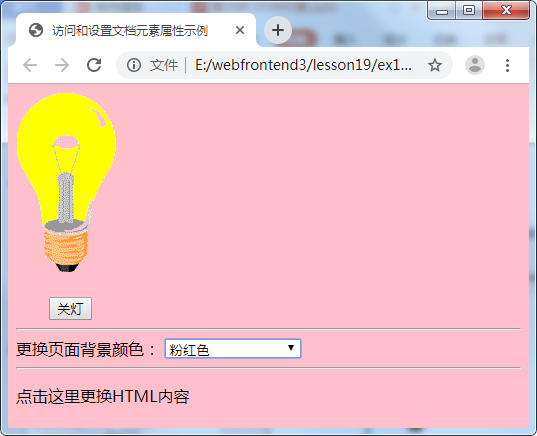 访问和设置文档元素属性示例
文件 | E:/webfrontend3/lesson19/ex1...
关灯
更换页面背景颜色： 粉红色
点击这里更换HTML内容